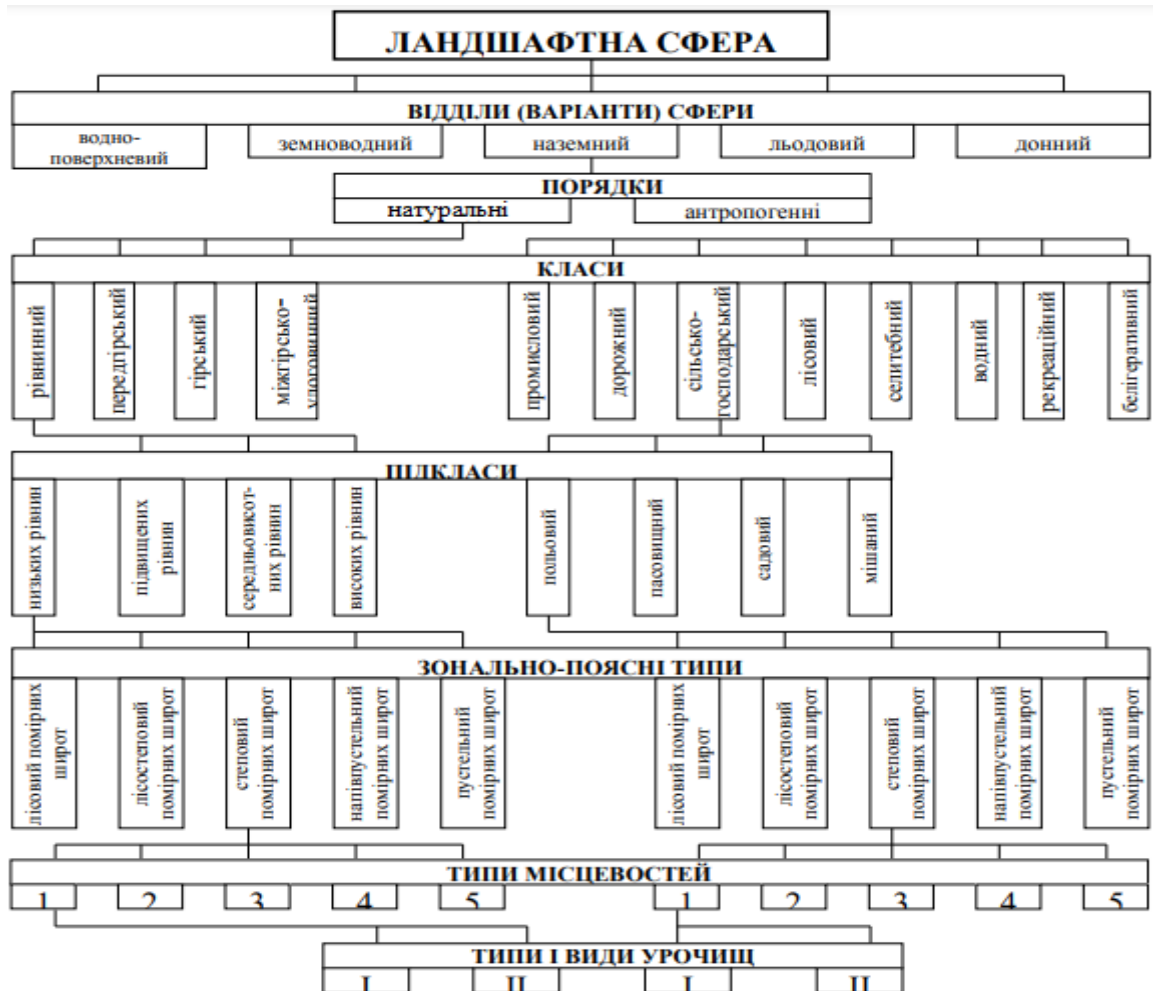 ЛАНДШАФТНА СФЕРА
ВІДДІЛИ (ВАРІАНТИ) СФЕРИ
водно-
поверхневий
земноводний
наземний
льодовий
донний
ПОРЯДКИ
натуральні
антропогенні
КЛАСИ
рівнинний
передгірський
гірський
міжгірсько-
улоговинний
промисловий
дорожний
сільсько-
господарський
лісовий
селитебний
водний
рекреаційний
белігеративний
ПІДКЛАСИ
низьких рівнин
підвищених
рівнин
середньовисот-
них рівнин
високих рівнин
польовий
пасовищний
садовий
мішаний
ЗОНАЛЬНО-ПОЯСНІ ТИПИ
лісовий помірних
широт
лісостеповий
помірних широт
степовий
помірних широт
напівпустельний
помірних широт
пустельний
помірних широт
лісовий помірних
широт
лісостеповий
помірних широт
степовий
помірних широт
напівпустельний
помірних широт
пустельний
помірних широт
ТИПИ МІСЦЕВОСТЕЙ
1 2 3 4 5 1 2 3 4 5
ТИПИ І ВИДИ УРОЧИЩ
I II I II